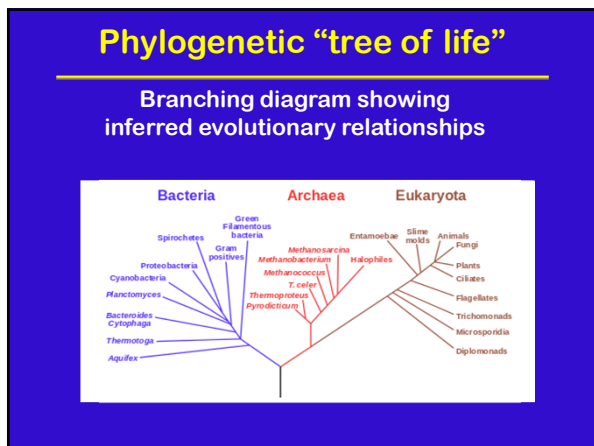 Phylogenetic “tree of life”
Branching diagram showing
inferred evolutionary relationships
Bacteria
Archaea
Eukaryota
Green
Filamentous
bacteria
Spirochetes
Gram
positives
Proteobacteria
Cyanobacteria
Planctomyces
Bacteroides
Cytophaga
Thermotoga
Aquifex
Methanosarcina
Methanobacterium
Halophiles
Methanococcus
T. celer
Thermoproteus
Pyrodicticum
Entamoebae
Slime
molds
Animals
Fungi
Plants
Ciliates
Flagellates
Trichomonads
Microsporidia
Diplomonads